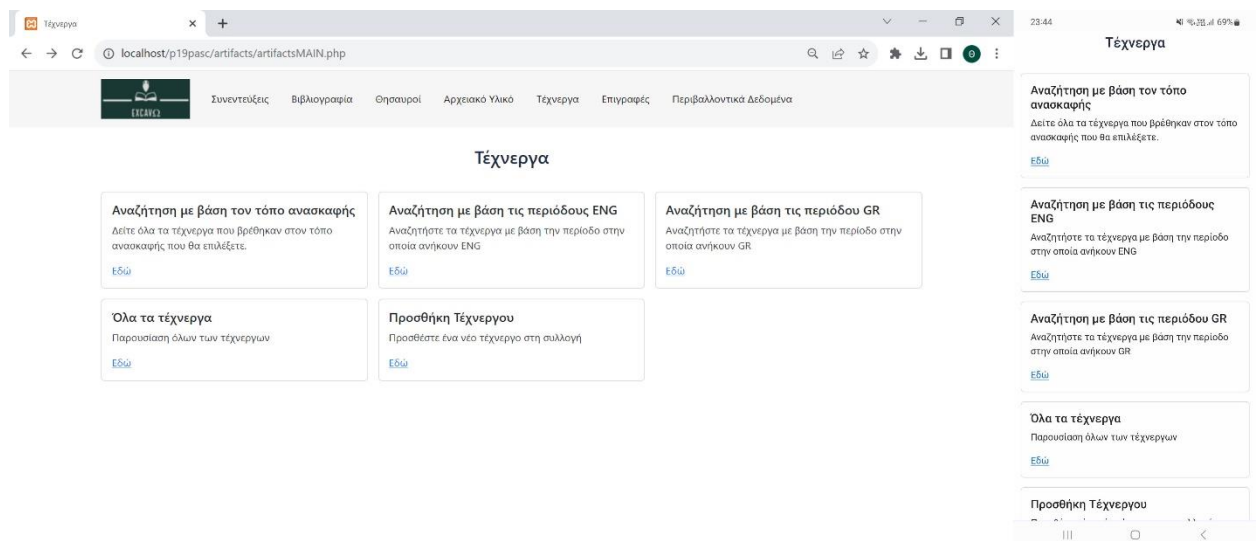 Τέχνεργα
localhost/p19pasc/artifacts/artifactsMAIN.php
Θ
EXCAVΩ
Συνεντεύξεις Βιβλιογραφία Θησαυροί Αρχειακό Υλικό Τέχνεργα Επιγραφές Περιβαλλοντικά Δεδομένα
Τέχνεργα
Αναζήτηση με βάση τον τόπο ανασκαφής
Δείτε όλα τα τέχνεργα που βρέθηκαν στον τόπο
ανασκαφής που θα επιλέξετε.
Εδώ
Αναζήτηση με βάση τις περιόδους ENG
Αναζητήστε τα τέχνεργα με βάση την περίοδο στην
οποία ανήκουν ENG
Εδώ
Αναζήτηση με βάση τις περιόδου GR
Αναζητήστε τα τέχνεργα με βάση την περίοδο στην
οποία ανήκουν GR
Εδώ
Όλα τα τέχνεργα
Παρουσίαση όλων των τέχνεργων
Εδώ
Προσθήκη Τέχνεργου
Προσθέστε ένα νέο τέχνεργο στη συλλογή
Εδώ
23:44 69%
Τέχνεργα
Αναζήτηση με βάση τον τόπο
ανασκαφής
Δείτε όλα τα τέχνεργα που βρέθηκαν στον τόπο
ανασκαφής που θα επιλέξετε.
Εδώ
Αναζήτηση με βάση τις περιόδους
ENG
Αναζητήστε τα τέχνεργα με βάση την περίοδο
στην οποία ανήκουν ENG
Εδώ
Αναζήτηση με βάση τις περιόδου GR
Αναζητήστε τα τέχνεργα με βάση την περίοδο
στην οποία ανήκουν GR
Εδώ
Όλα τα τέχνεργα
Παρουσίαση όλων των τέχνεργων
Εδώ
Προσθήκη Τέχνεργου